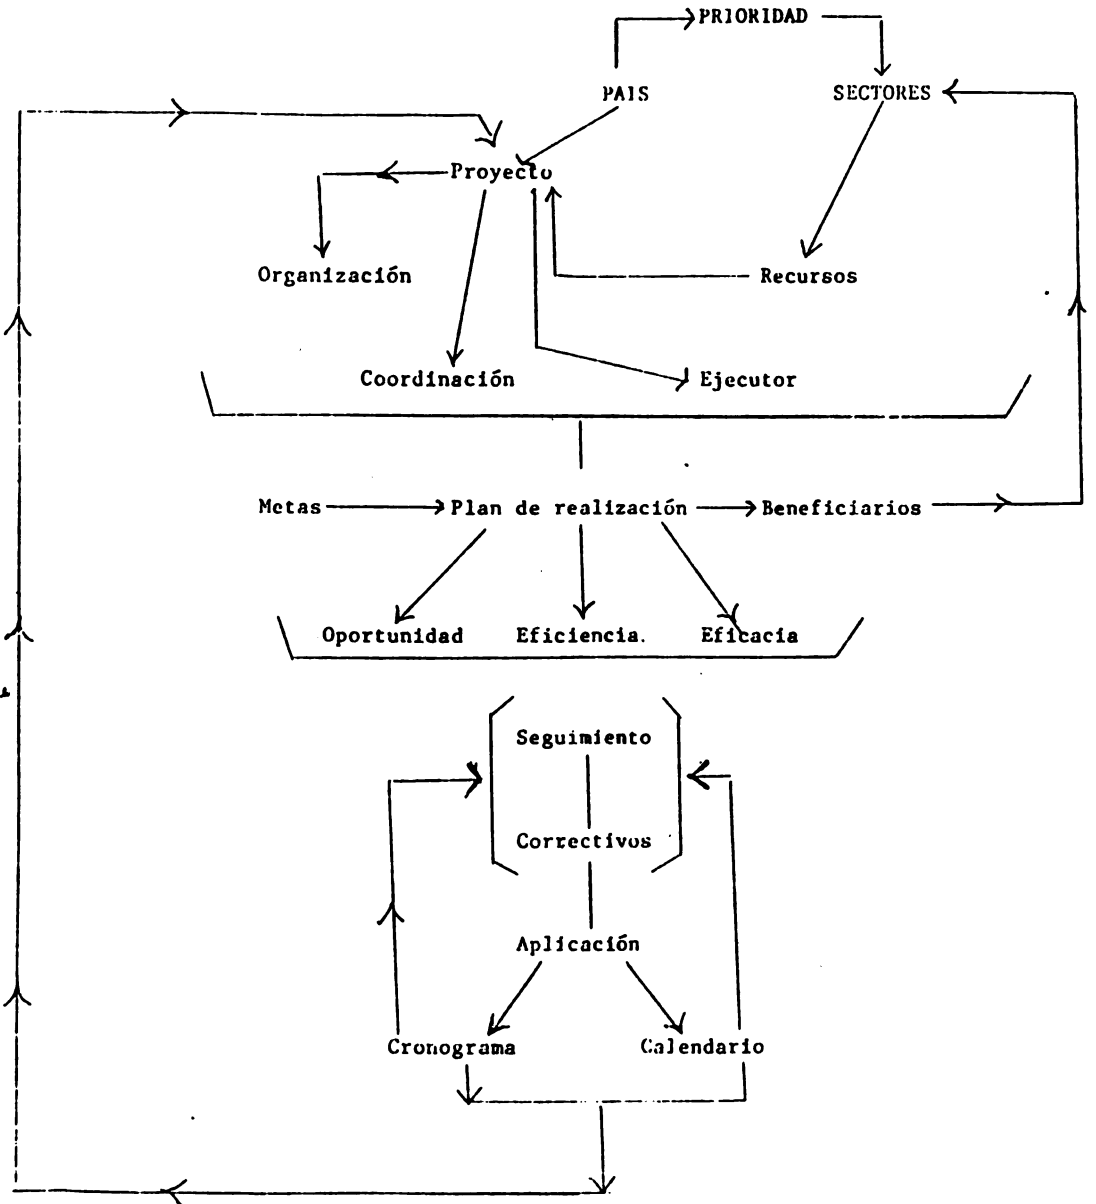 PRIORIDAD
PAIS SECTORES
Proyecto
Organización Recursos
Coordinación Ejecutor
Metas Plan de realización Beneficiarios
Oportunidad Eficiencia. Eficacia
Seguimiento
Correctivos
Aplicación
Cronograma Calendario